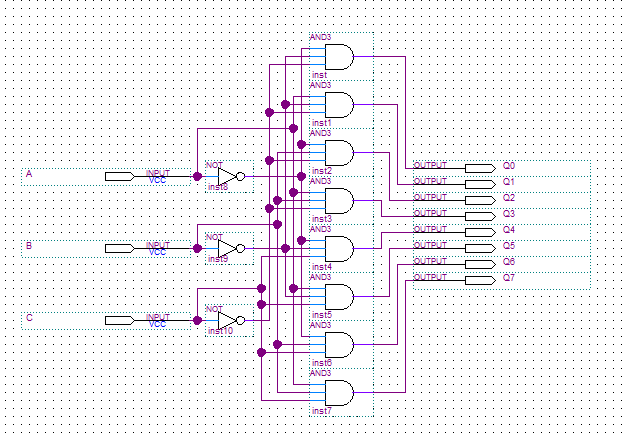 AND3
inst
AND3
inst1
AND3
inst2
AND3
inst3
AND3
inst4
AND3
inst5
AND3
inst6
AND3
inst7
A
INPUT
VCC
NOT
inst8
B
INPUT
VCC
NOT
inst9
C
INPUT
VCC
NOT
inst10
OUTPUT Q0
OUTPUT Q1
OUTPUT Q2
OUTPUT Q3
OUTPUT Q4
OUTPUT Q5
OUTPUT Q6
OUTPUT Q7